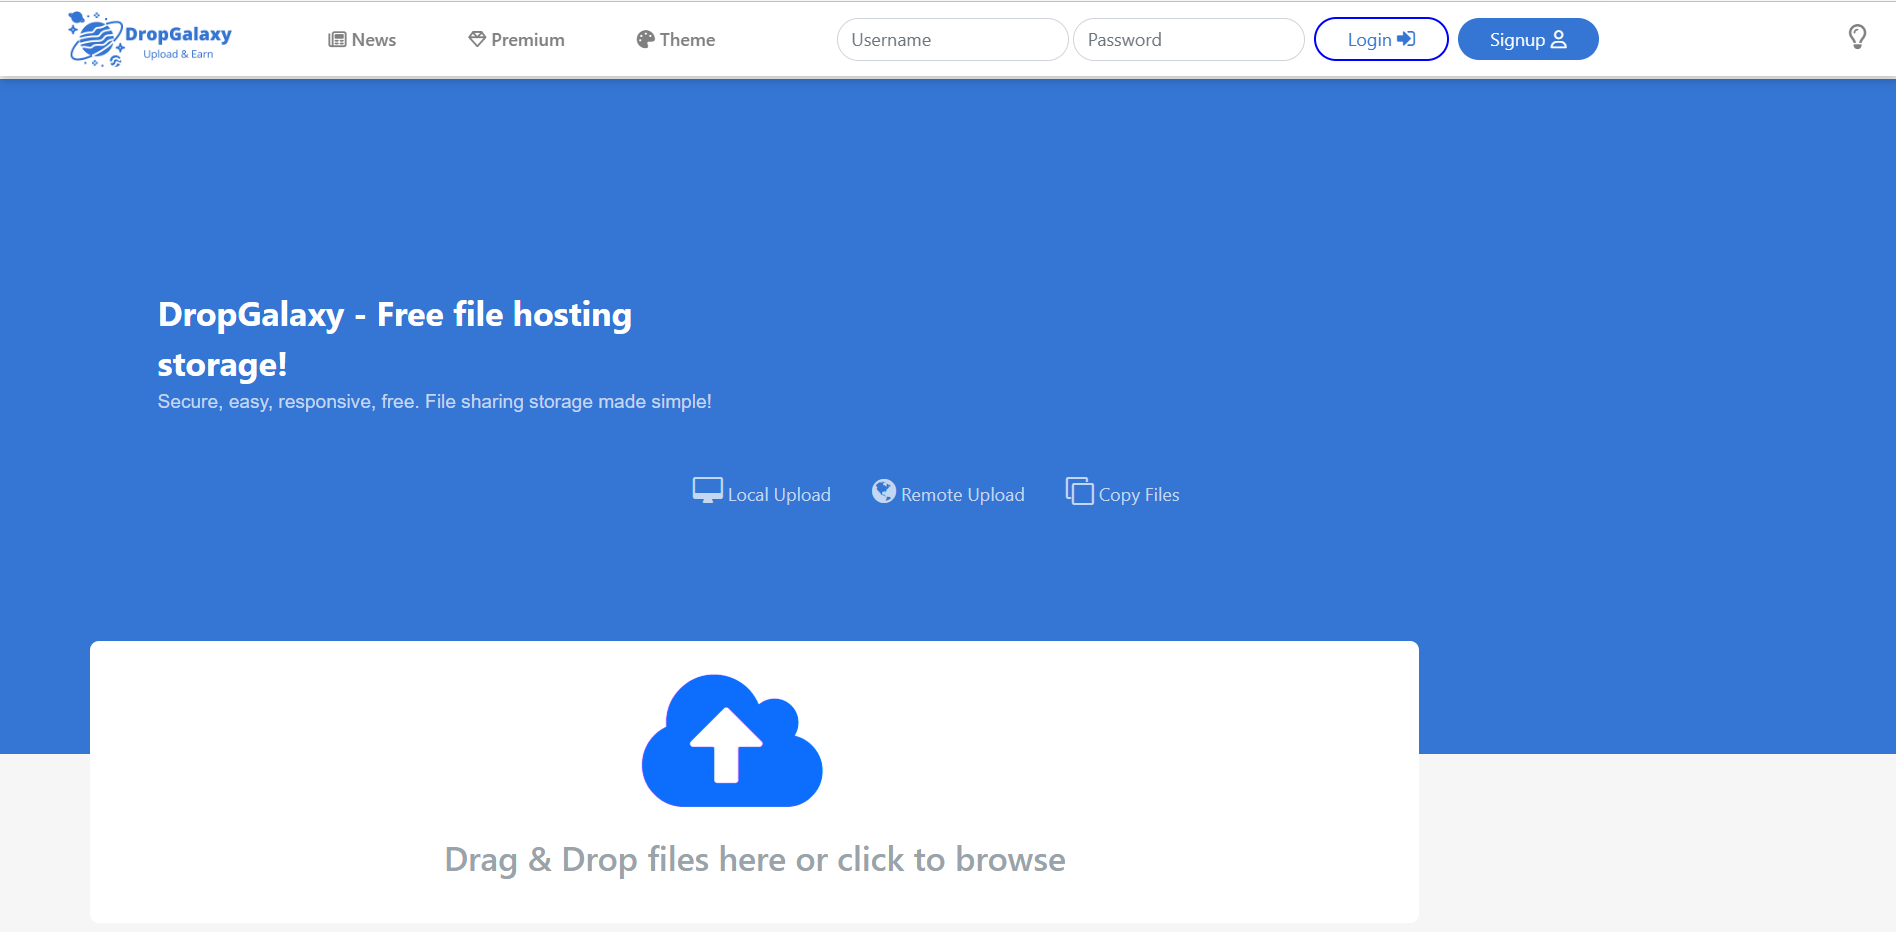 DropGalaxy
Upload & Earn
News
Premium
Theme
Username
Password
Login
Signup
DropGalaxy - Free file hosting
storage!
Secure, easy, responsive, free. File sharing storage made simple!
Local Upload
Remote Upload
Copy Files
Drag & Drop files here or click to browse